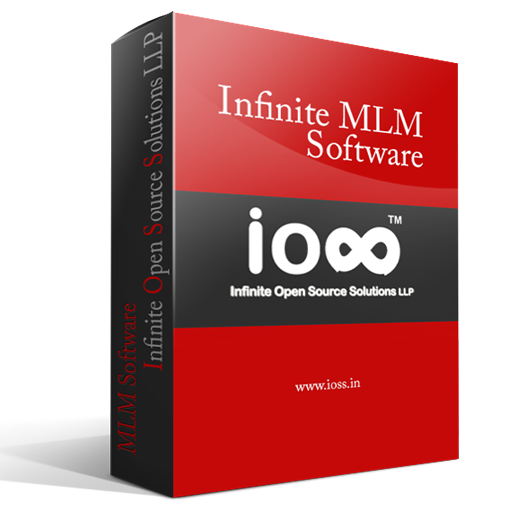 Infinite MLM
Software
io∞™
Infinite Open Source Solutions LLP
www.ioss.in
MLM Software
Infinite Open Source Solutions LLP